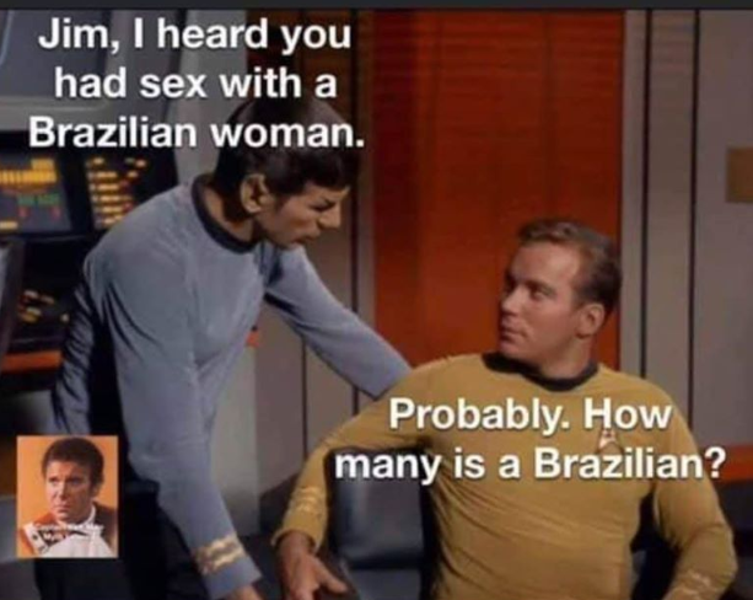 Jim, I heard you
had sex with a
Brazilian woman.
Probably. How
many is a Brazilian?